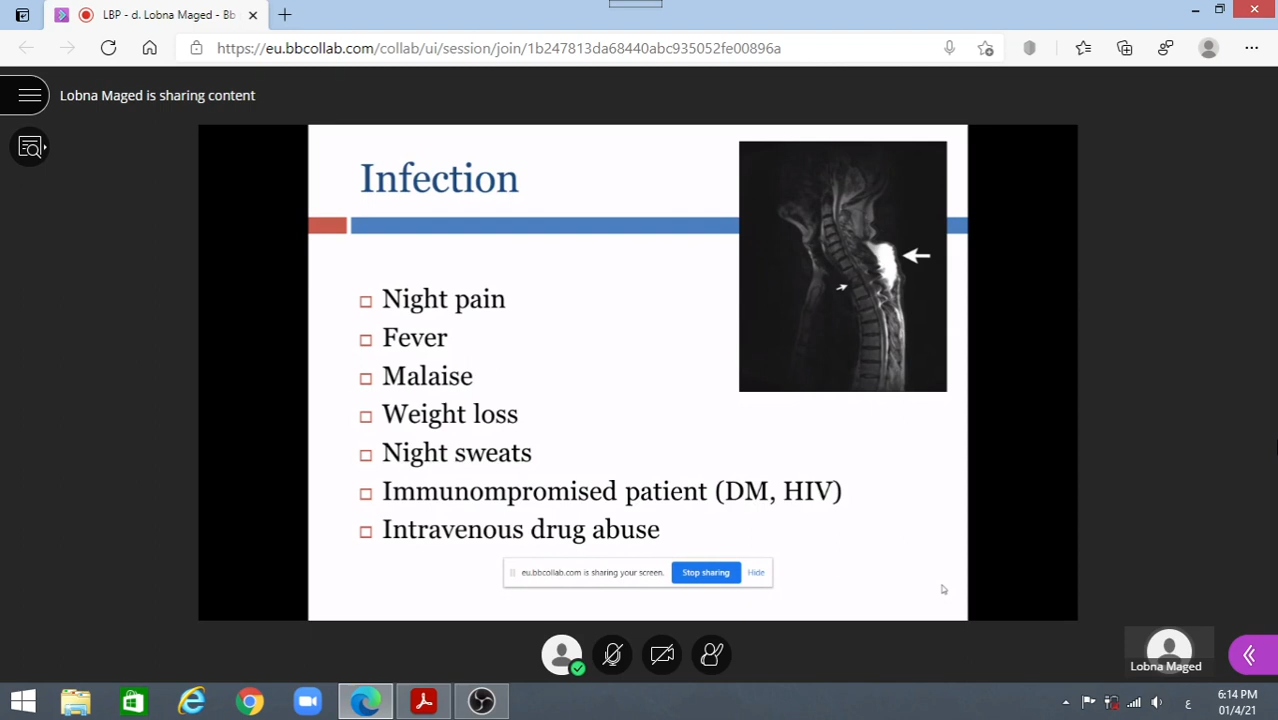 LBP - d. Lobna Maged - Bb
https://eu.bbcollab.com/collab/ui/session/join/1b247813da68440abc935052fe00896a
Lobna Maged is sharing content
Infection
Night pain
Fever
Malaise
Weight loss
Night sweats
Immunompromised patient (DM, HIV)
Intravenous drug abuse
eu.bbcollab.com is sharing your screen. Stop sharing Hide
Lobna Maged
ع 6:14 PM
01/4/21